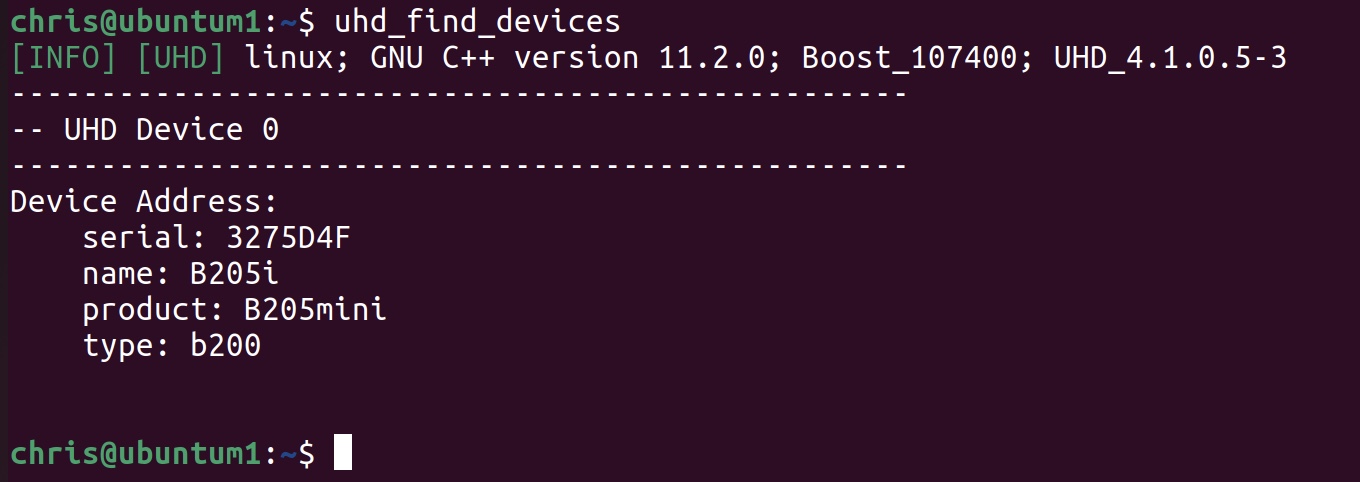 chris@ubuntum1:~$ uhd_find_devices
[INFO] [UHD] linux; GNU C++ version 11.2.0; Boost_107400; UHD_4.1.0.5-3
--------------------------------------------------
-- UHD Device 0
--------------------------------------------------
Device Address:
    serial: 3275D4F
    name: B205i
    product: B205mini
    type: b200
chris@ubuntum1:~$